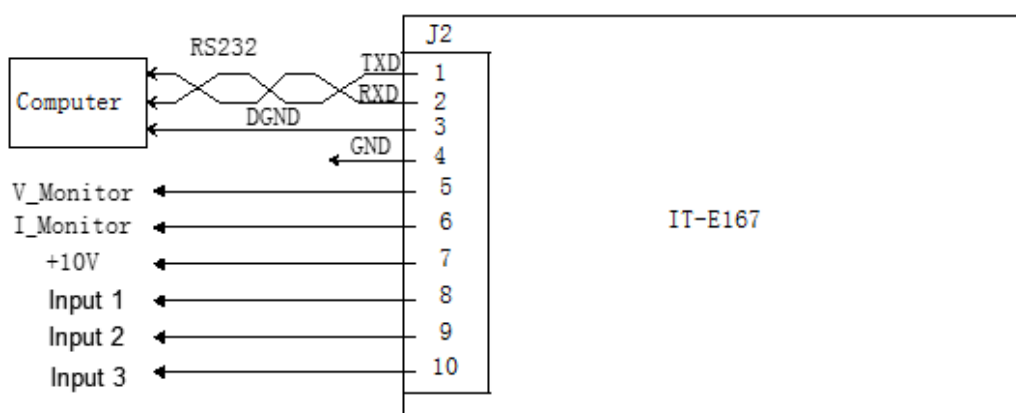 J2
RS232
TXD
1
Computer
RXD
2
DGND
3
GND
4
V_Monitor
5
I_Monitor
6
IT-E167
+10V
7
Input 1
8
Input 2
9
Input 3
10